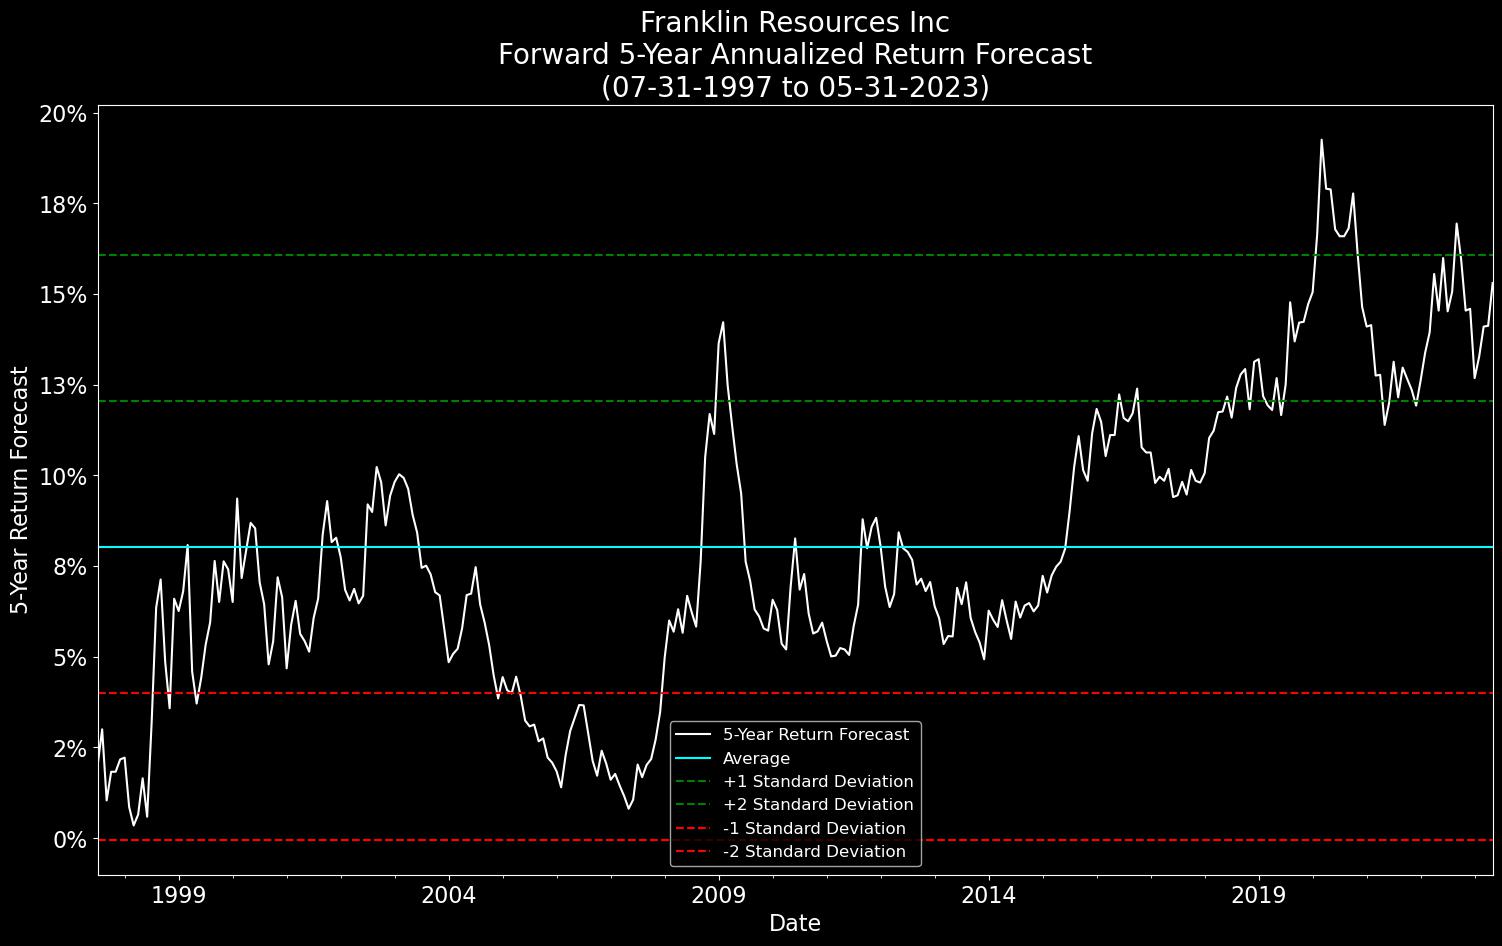 Franklin Resources Inc
Forward 5-Year Annualized Return Forecast
(07-31-1997 to 05-31-2023)
20%
18%
15%
13%
10%
8%
5%
2%
0%
5-Year Return Forecast
5-Year Return Forecast
Average
+1 Standard Deviation
+2 Standard Deviation
-1 Standard Deviation
-2 Standard Deviation
1999 2004 2009 2014 2019
Date